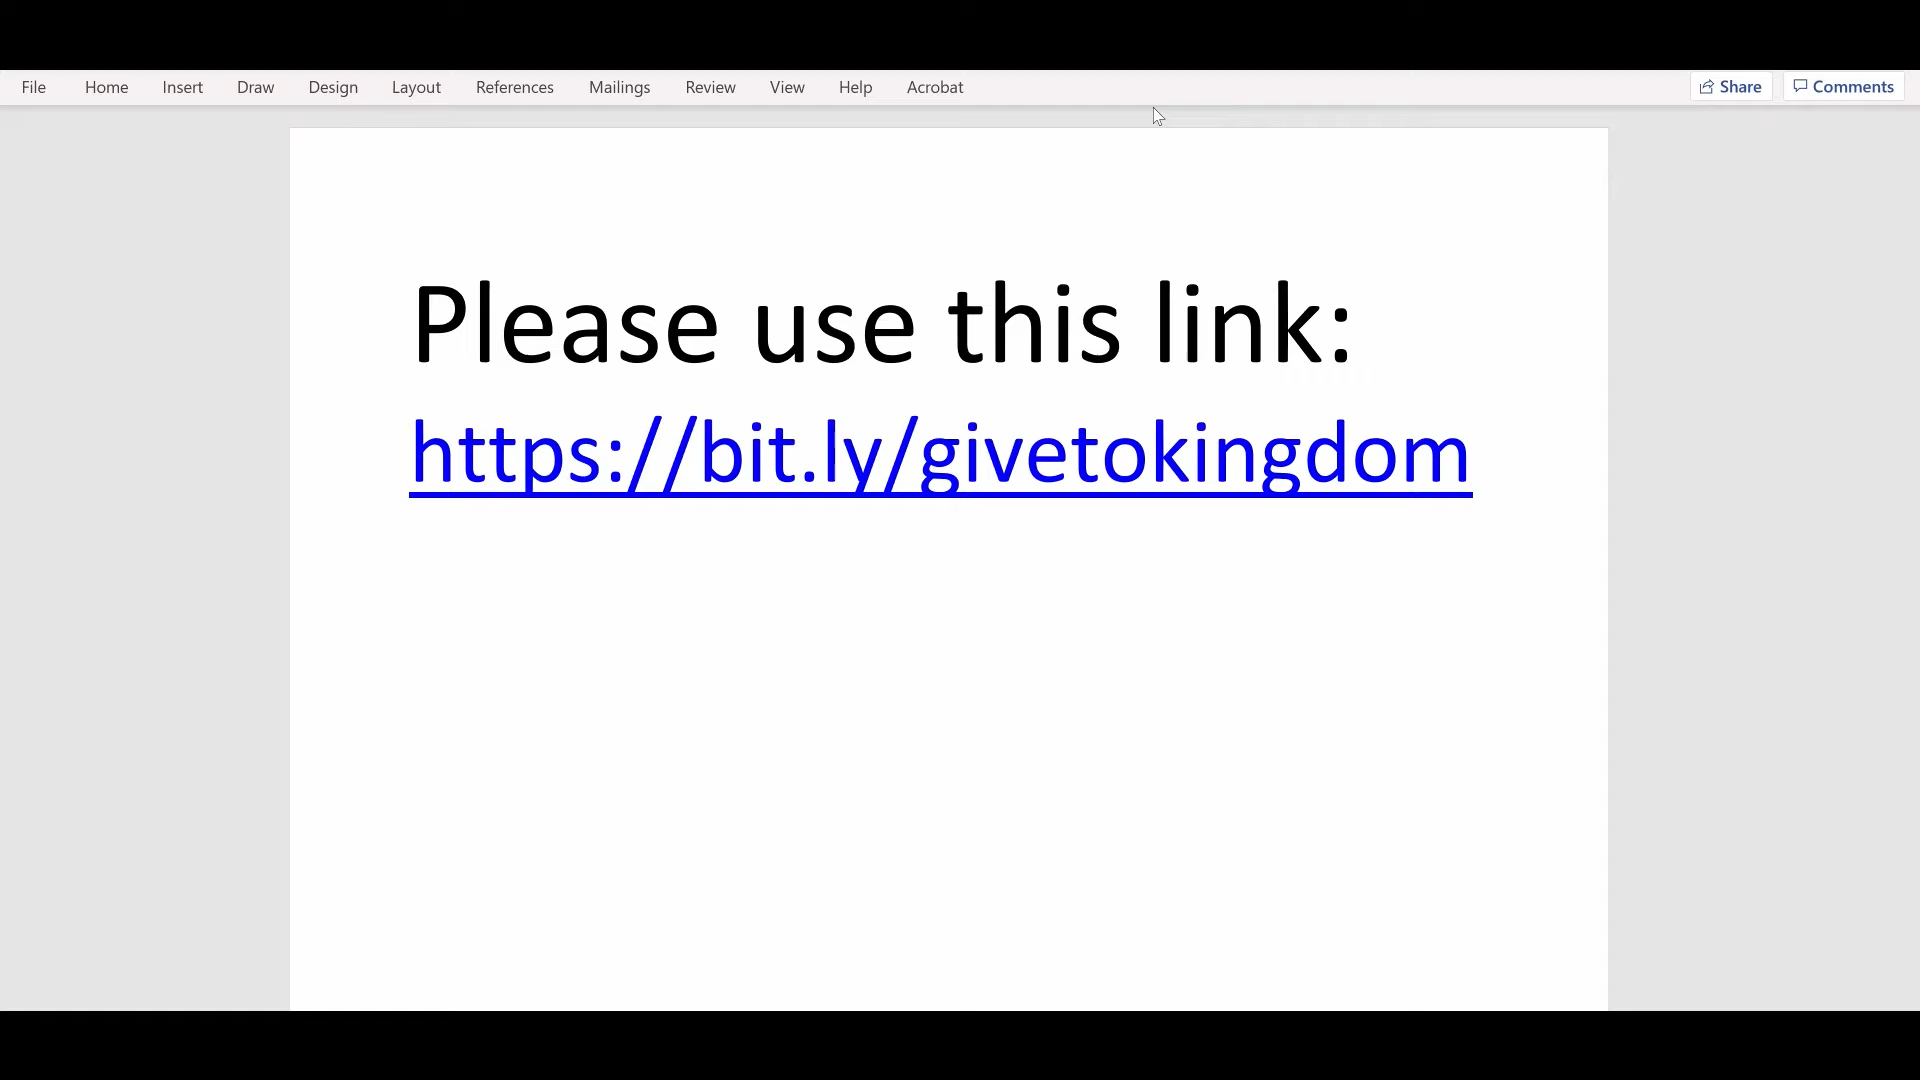 File Home Insert Draw Design Layout References Mailings Review View Help Acrobat Share Comments
Please use this link:
https://bit.ly/givetokingdom